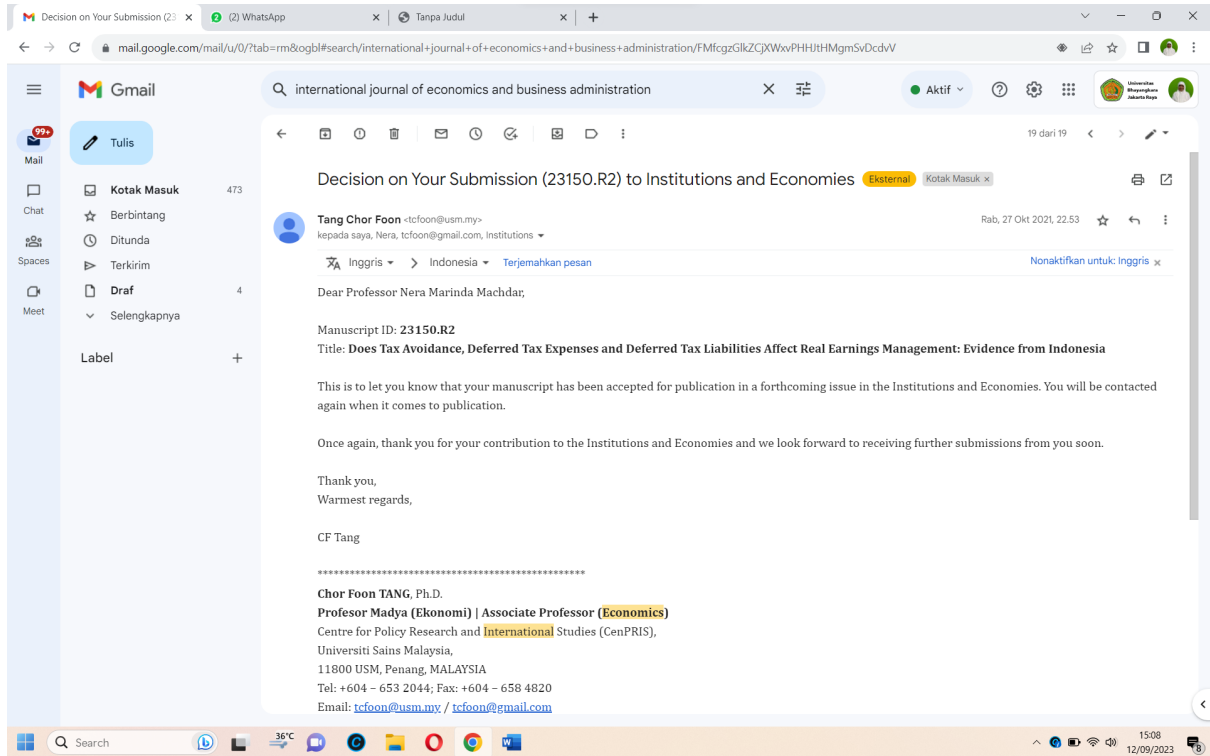 Decision on Your Submission (23
(2) WhatsApp
Tanpa Judul
mail.google.com/mail/u/0/?tab=rm&ogbl#search/international+journal+of+economics+and+business+administration/FMfcgzGlkZCjXWxvPHHJtHMgmSvDcdvV
Gmail
international journal of economics and business administration
Aktif
Universitas
Bhayangkara
Jakarta Raya
99+
Mail
Chat
Spaces
Meet
Tulis
Kotak Masuk 473
Berbintang
Ditunda
Terkirim
Draf 4
Selengkapnya
Label
19 dari 19
Decision on Your Submission (23150.R2) to Institutions and Economies Eksternal Kotak Masuk ×
Tang Chor Foon <tcfoon@usm.my> Rab, 27 Okt 2021, 22.53
kepada saya, Nera, tcfoon@gmail.com, Institutions
Inggris > Indonesia Terjemahkan pesan Nonaktifkan untuk: Inggris ×
Dear Professor Nera Marinda Machdar,
Manuscript ID: 23150.R2
Title: Does Tax Avoidance, Deferred Tax Expenses and Deferred Tax Liabilities Affect Real Earnings Management: Evidence from Indonesia
This is to let you know that your manuscript has been accepted for publication in a forthcoming issue in the Institutions and Economies. You will be contacted
again when it comes to publication.
Once again, thank you for your contribution to the Institutions and Economies and we look forward to receiving further submissions from you soon.
Thank you,
Warmest regards,
CF Tang
**************************************************
Chor Foon TANG, Ph.D.
Profesor Madya (Ekonomi) | Associate Professor (Economics)
Centre for Policy Research and International Studies (CenPRIS),
Universiti Sains Malaysia,
11800 USM, Penang, MALAYSIA
Tel: +604 – 653 2044; Fax: +604 – 658 4820
Email: tcfoon@usm.my / tcfoon@gmail.com
Search
36°C
15:08
12/09/2023
8